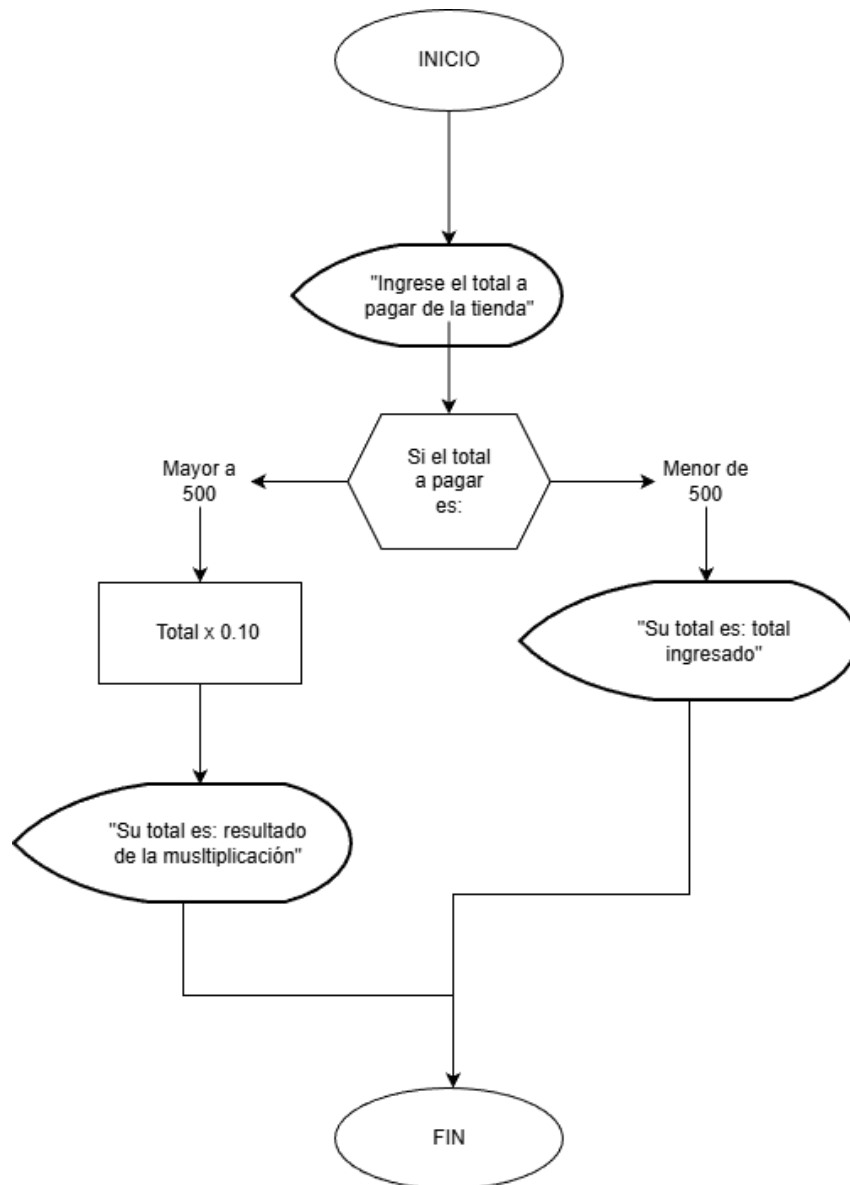 INICIO
"Ingrese el total a
pagar de la tienda"
Si el total
a pagar
es:
Mayor a
500
Menor de
500
Total x 0.10
"Su total es: total
ingresado"
"Su total es: resultado
de la musltiplicación"
FIN